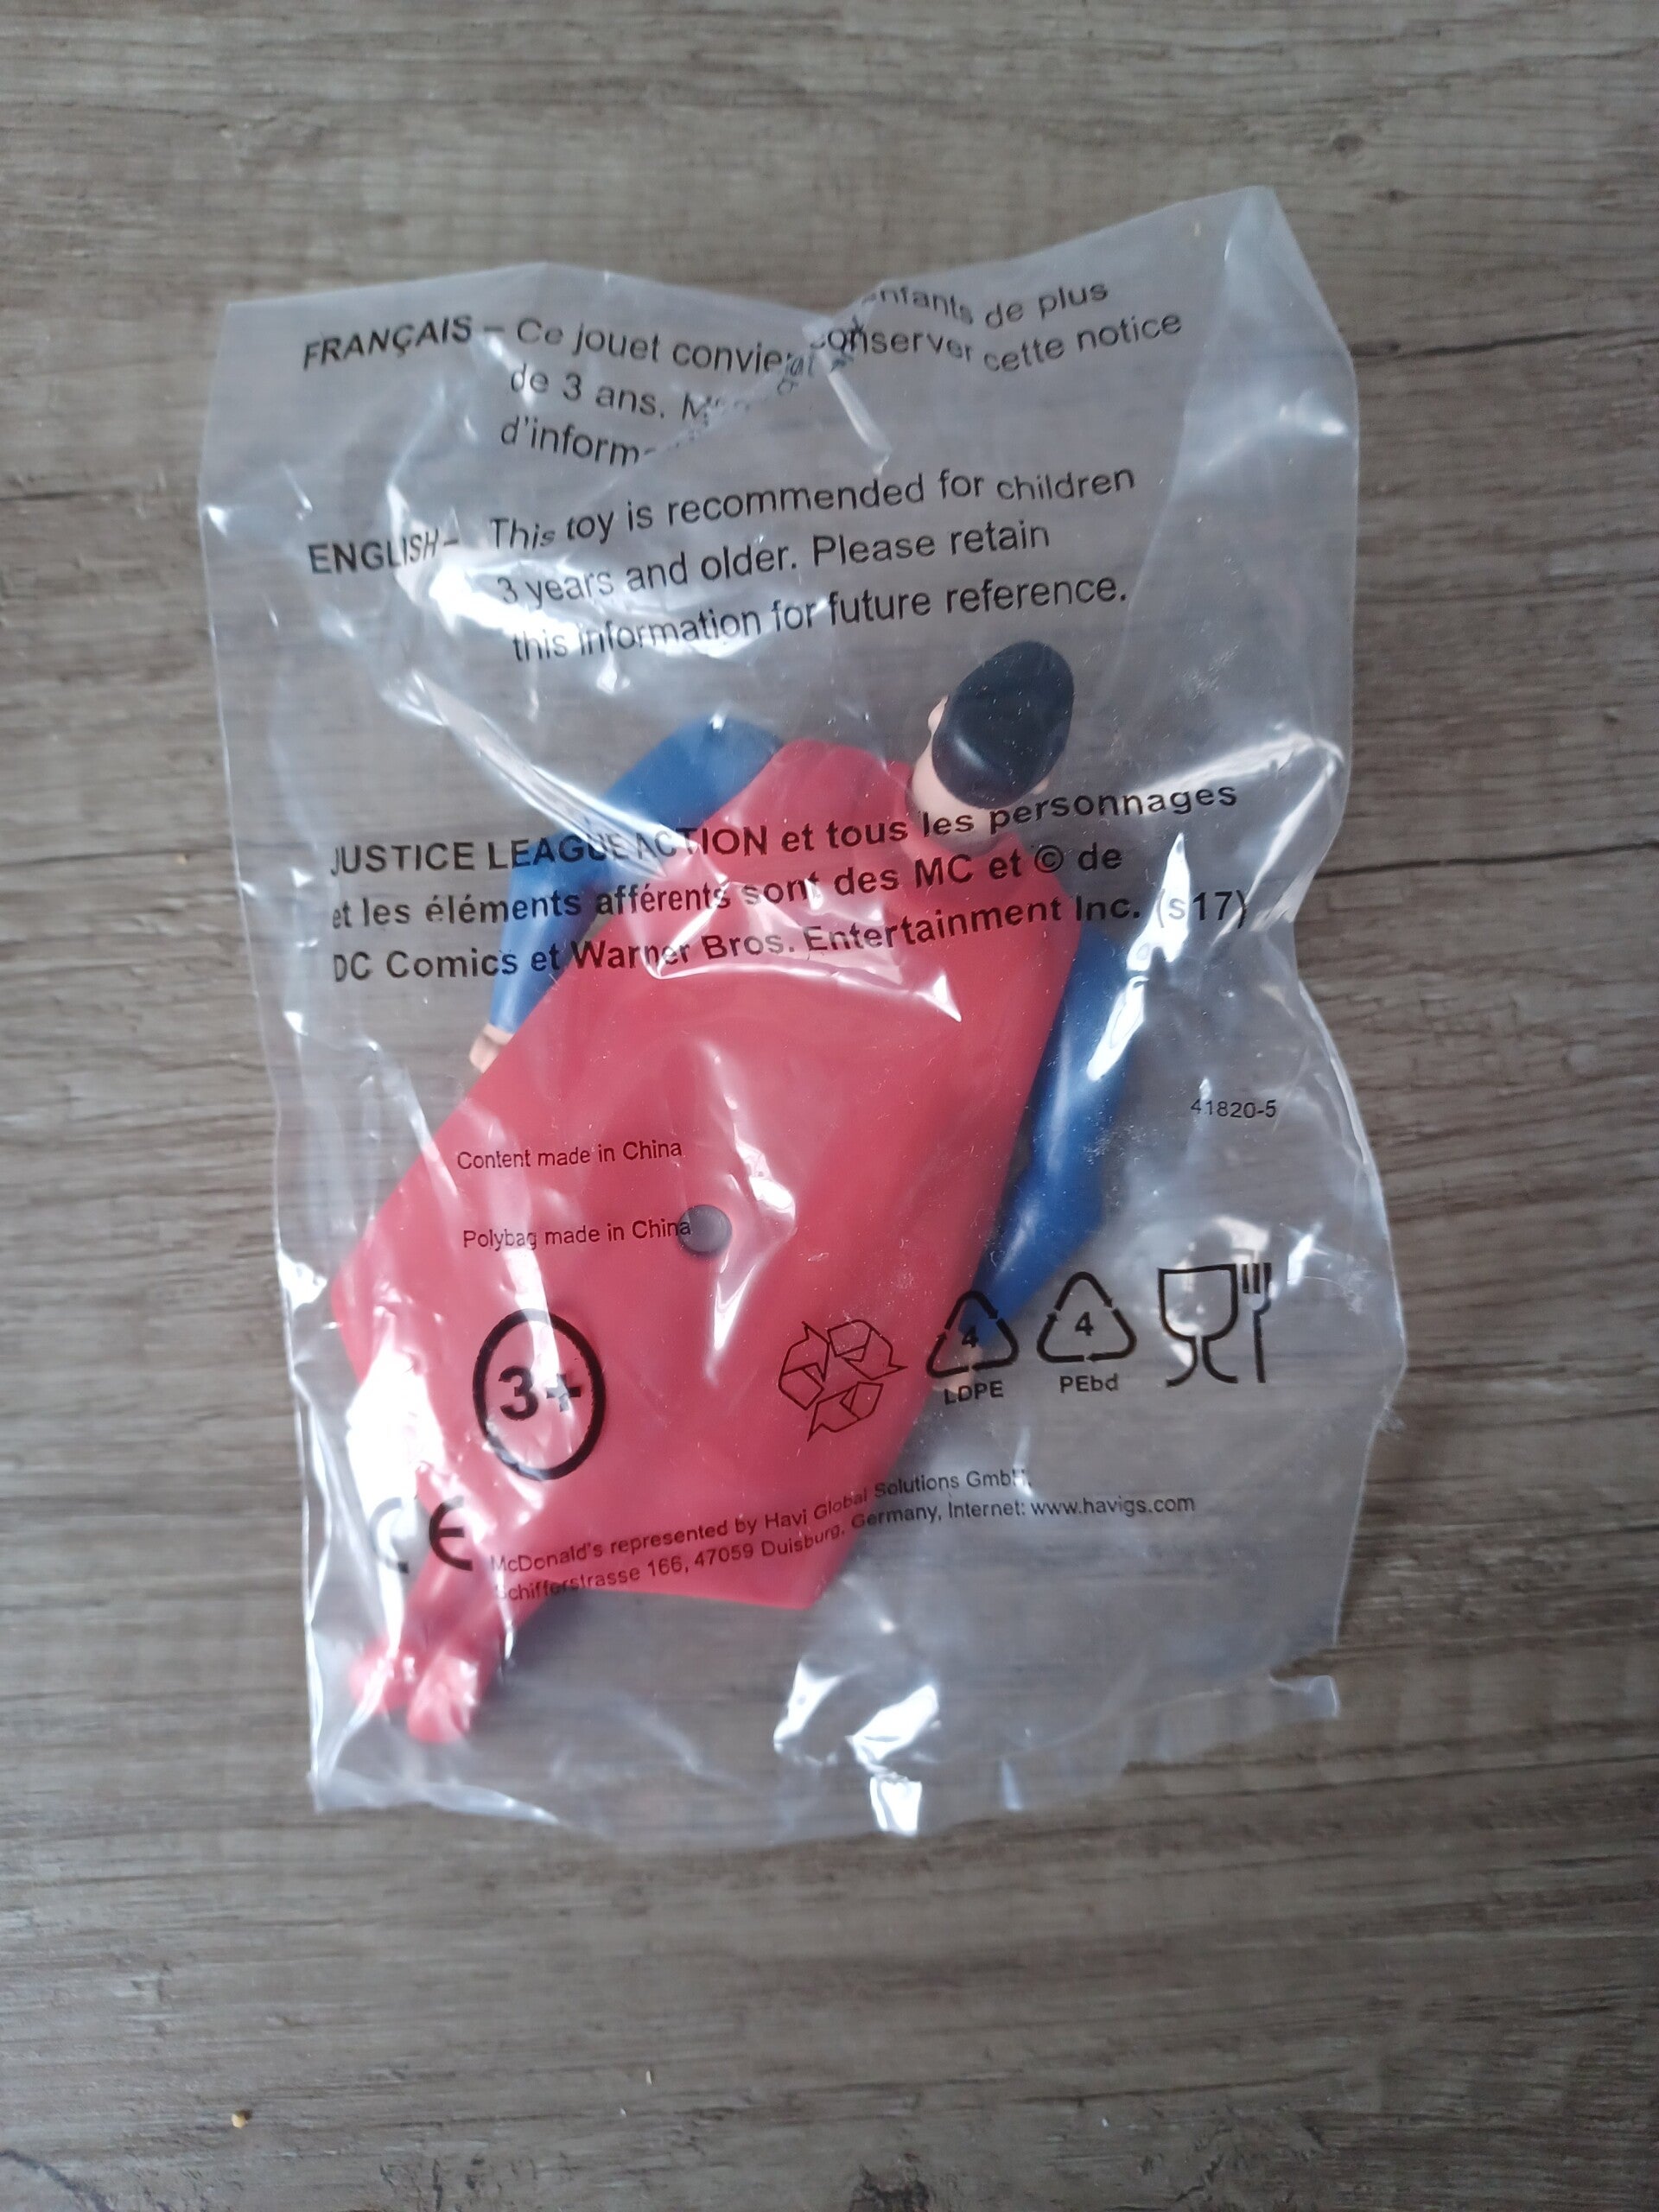 FRANÇAIS – Ce jouet convient enfants de plus
de 3 ans. conserver cette notice
ENGLISH – This toy is recommended for children
3 years and older. Please retain
this information for future reference.
JUSTICE LEAGUE ACTION et tous les personnages
et les éléments afférents sont des MC et © de
DC Comics et Warner Bros. Entertainment Inc. (s17)
41820-5
Content made in China
Polybag made in China
3+
4
LDPE
4
PEbd
CE
McDonald's represented by Havi Global Solutions GmbH,
Schifferstrasse 166, 47059 Duisburg, Germany, Internet: www.havigs.com